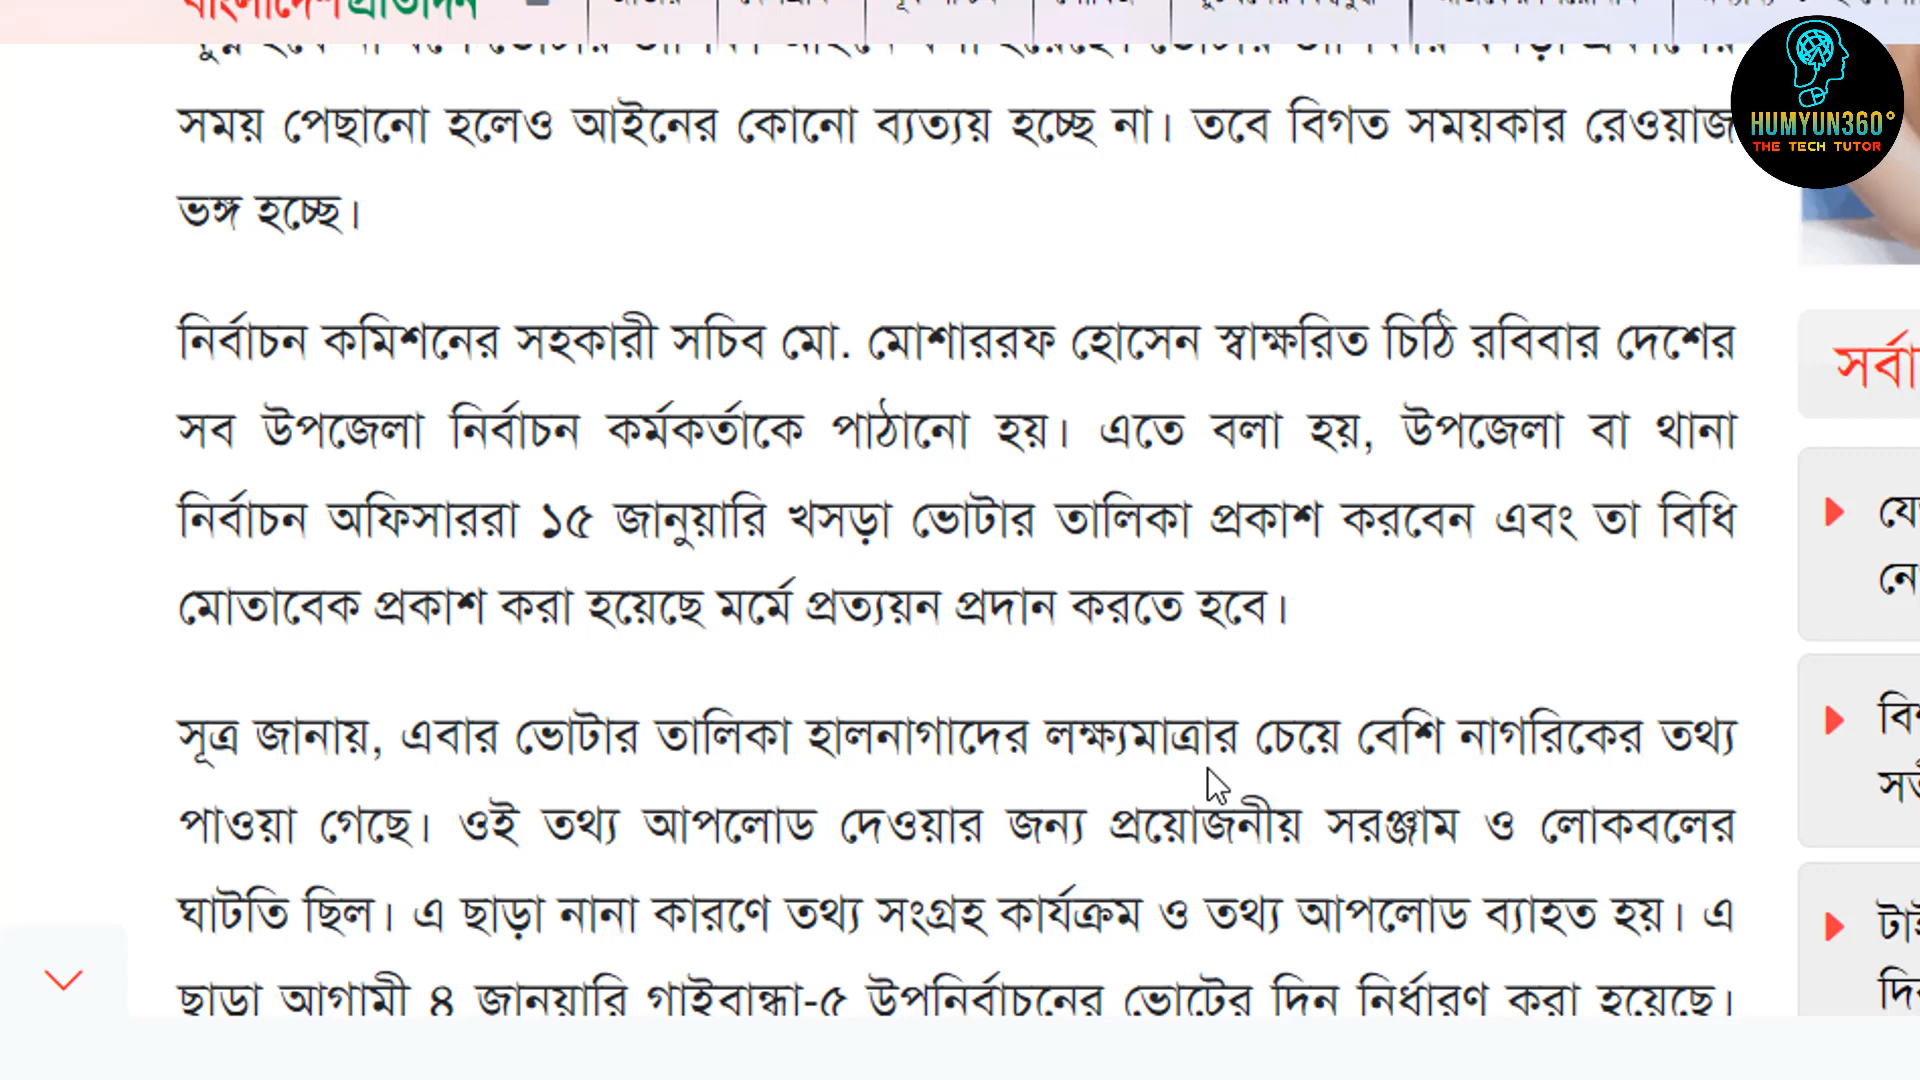 বাংলাদেশ প্রতিদিন
সময় পেছানো হলেও আইনের কোনো ব্যত্যয় হচ্ছে না। তবে বিগত সময়কার রেওয়াজ
ভঙ্গ হচ্ছে।
নির্বাচন কমিশনের সহকারী সচিব মো. মোশাররফ হোসেন স্বাক্ষরিত চিঠি রবিবার দেশের
সব উপজেলা নির্বাচন কর্মকর্তাকে পাঠানো হয়। এতে বলা হয়, উপজেলা বা থানা
নির্বাচন অফিসাররা ১৫ জানুয়ারি খসড়া ভোটার তালিকা প্রকাশ করবেন এবং তা বিধি
মোতাবেক প্রকাশ করা হয়েছে মর্মে প্রত্যয়ন প্রদান করতে হবে।
সূত্র জানায়, এবার ভোটার তালিকা হালনাগাদের লক্ষ্যমাত্রার চেয়ে বেশি নাগরিকের তথ্য
পাওয়া গেছে। ওই তথ্য আপলোড দেওয়ার জন্য প্রয়োজনীয় সরঞ্জাম ও লোকবলের
ঘাটতি ছিল। এ ছাড়া নানা কারণে তথ্য সংগ্রহ কার্যক্রম ও তথ্য আপলোড ব্যাহত হয়। এ
ছাড়া আগামী ৪ জানুয়ারি গাইবান্ধা-৫ উপনির্বাচনের ভোটের দিন নির্ধারণ করা হয়েছে।
HUMYUN360°
THE TECH TUTOR